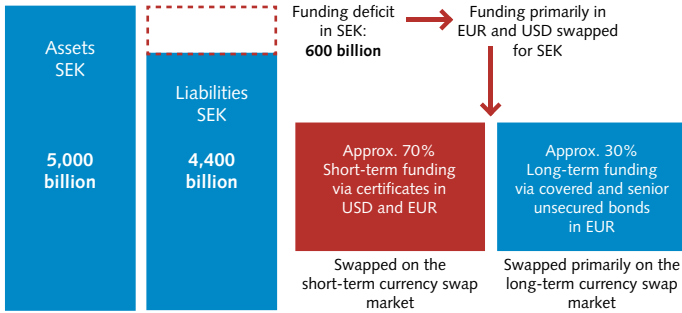 Assets
SEK
5,000
billion
Liabilities
SEK
4,400
billion
Funding deficit
in SEK:
600 billion
Funding primarily in
EUR and USD swapped
for SEK
Approx. 70%
Short-term funding
via certificates in
USD and EUR
Swapped on the
short-term currency swap
market
Approx. 30%
Long-term funding
via covered and senior
unsecured bonds
in EUR
Swapped primarily on the
long-term currency swap
market